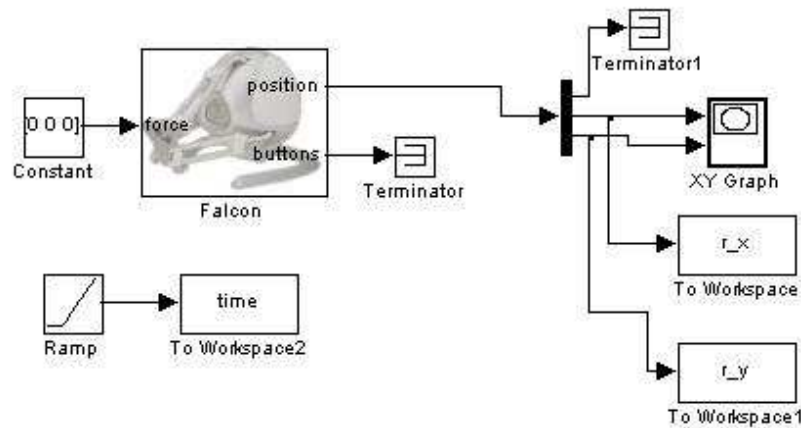 Terminator1
position
[0 0 0]
force
Constant
buttons
Terminator
Falcon
XY Graph
r_x
To Workspace
time
Ramp
To Workspace2
r_y
To Workspace1